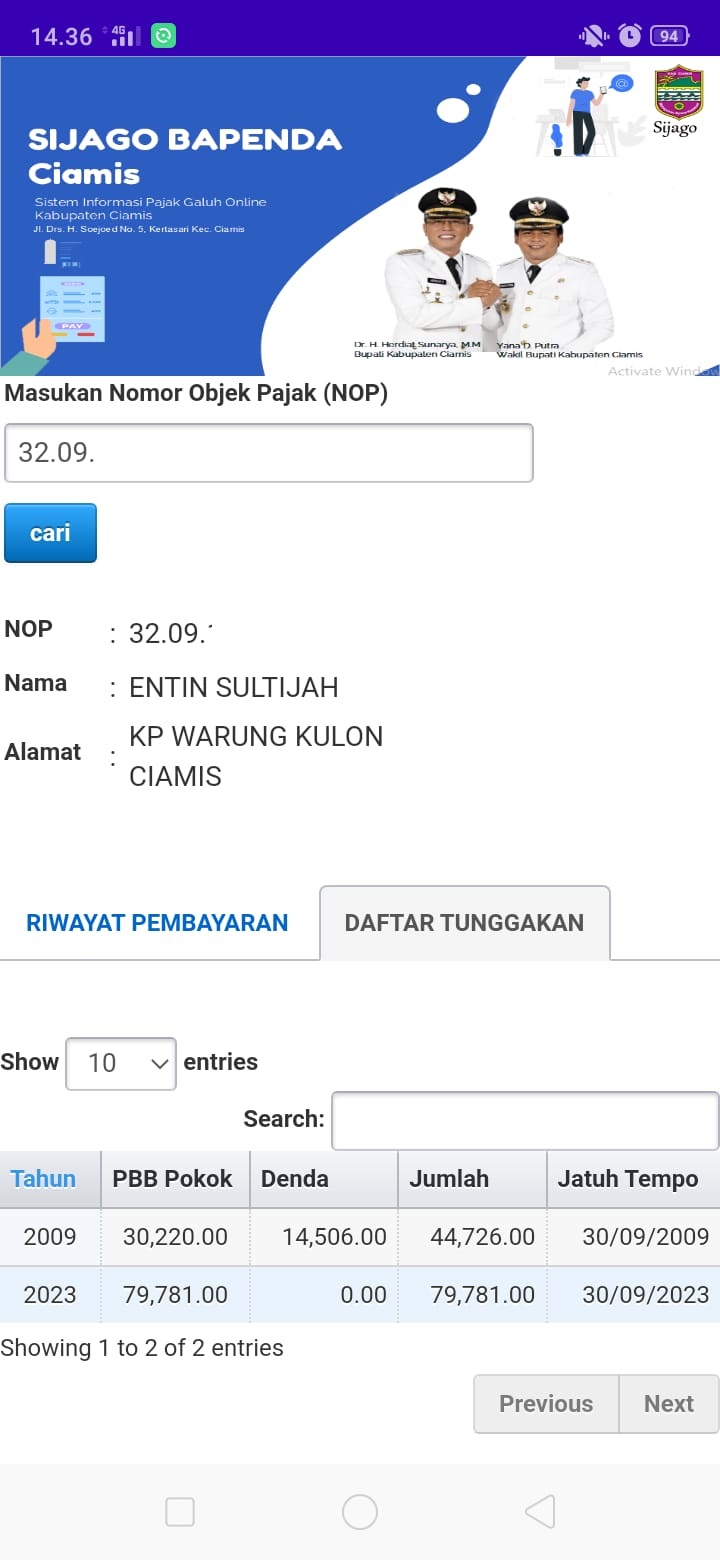 14.36
4G
94
SIJAGO BAPENDA
Ciamis
Sistem Informasi Pajak Galuh Online
Kabupaten Ciamis
Jl. Drs. H. Soejoed No. 5, Kertasari Kec. Ciamis
PAY
@
Sijago
Dr. H. Herdiat Sunarya, M.M
Bupati Kabupaten Ciamis
Yana D. Putra
Wakil Bupati Kabupaten Ciamis
Activate Window
Masukan Nomor Objek Pajak (NOP)
32.09.
cari
NOP : 32.09.
Nama : ENTIN SULTIJAH
Alamat : KP WARUNG KULON
CIAMIS
RIWAYAT PEMBAYARAN DAFTAR TUNGGAKAN
Show 10 entries
Search:
Tahun PBB Pokok Denda Jumlah Jatuh Tempo
2009 30,220.00 14,506.00 44,726.00 30/09/2009
2023 79,781.00 0.00 79,781.00 30/09/2023
Showing 1 to 2 of 2 entries
Previous Next